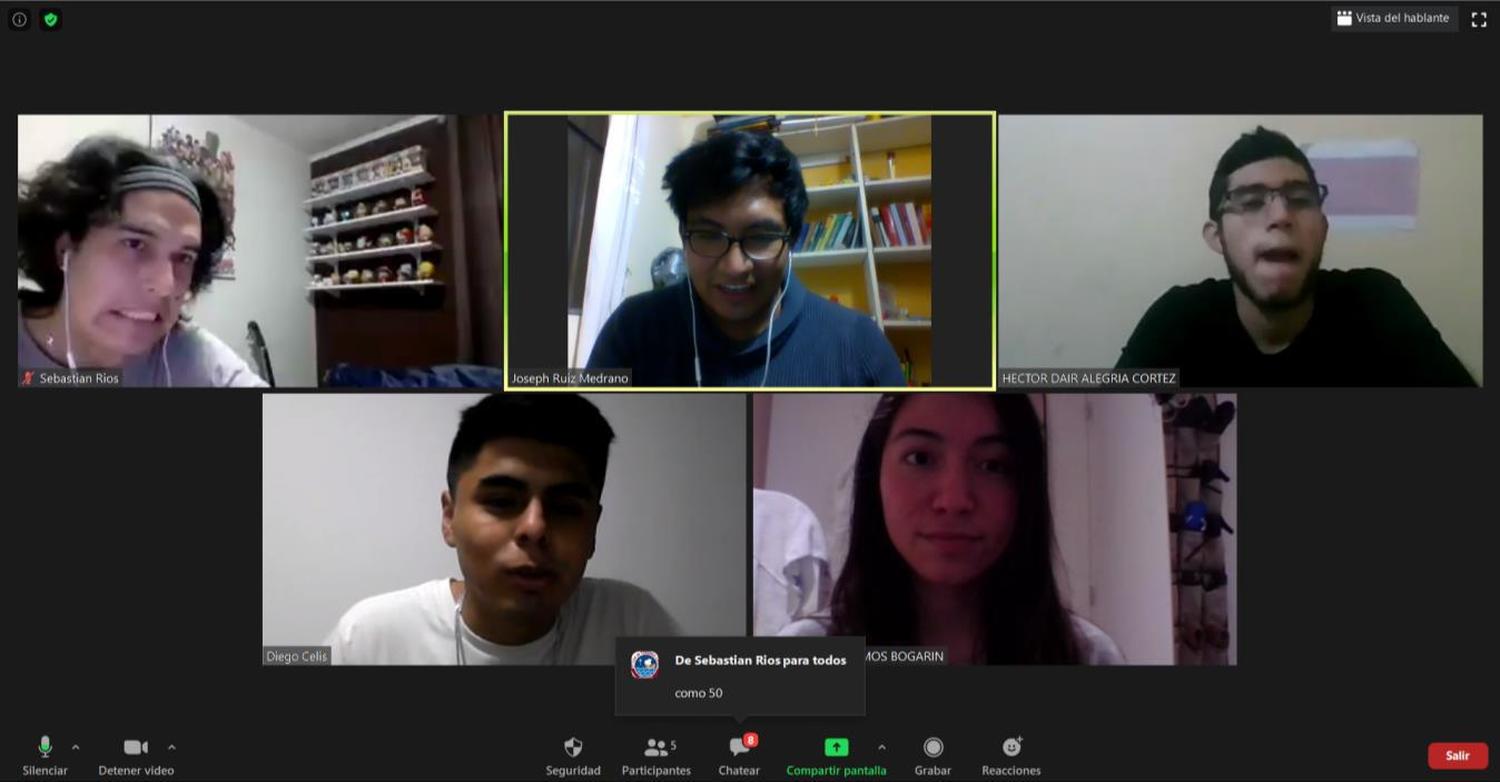 Vista del hablante
Sebastian Rios
Joseph Ruiz Medrano
HECTOR DAIR ALEGRIA CORTEZ
Diego Celis
BOGARIN
De Sebastian Rios para todos
como 50
Silenciar
Detener video
Seguridad
Participantes
5
Chatear
8
Compartir pantalla
Grabar
Reacciones
Salir